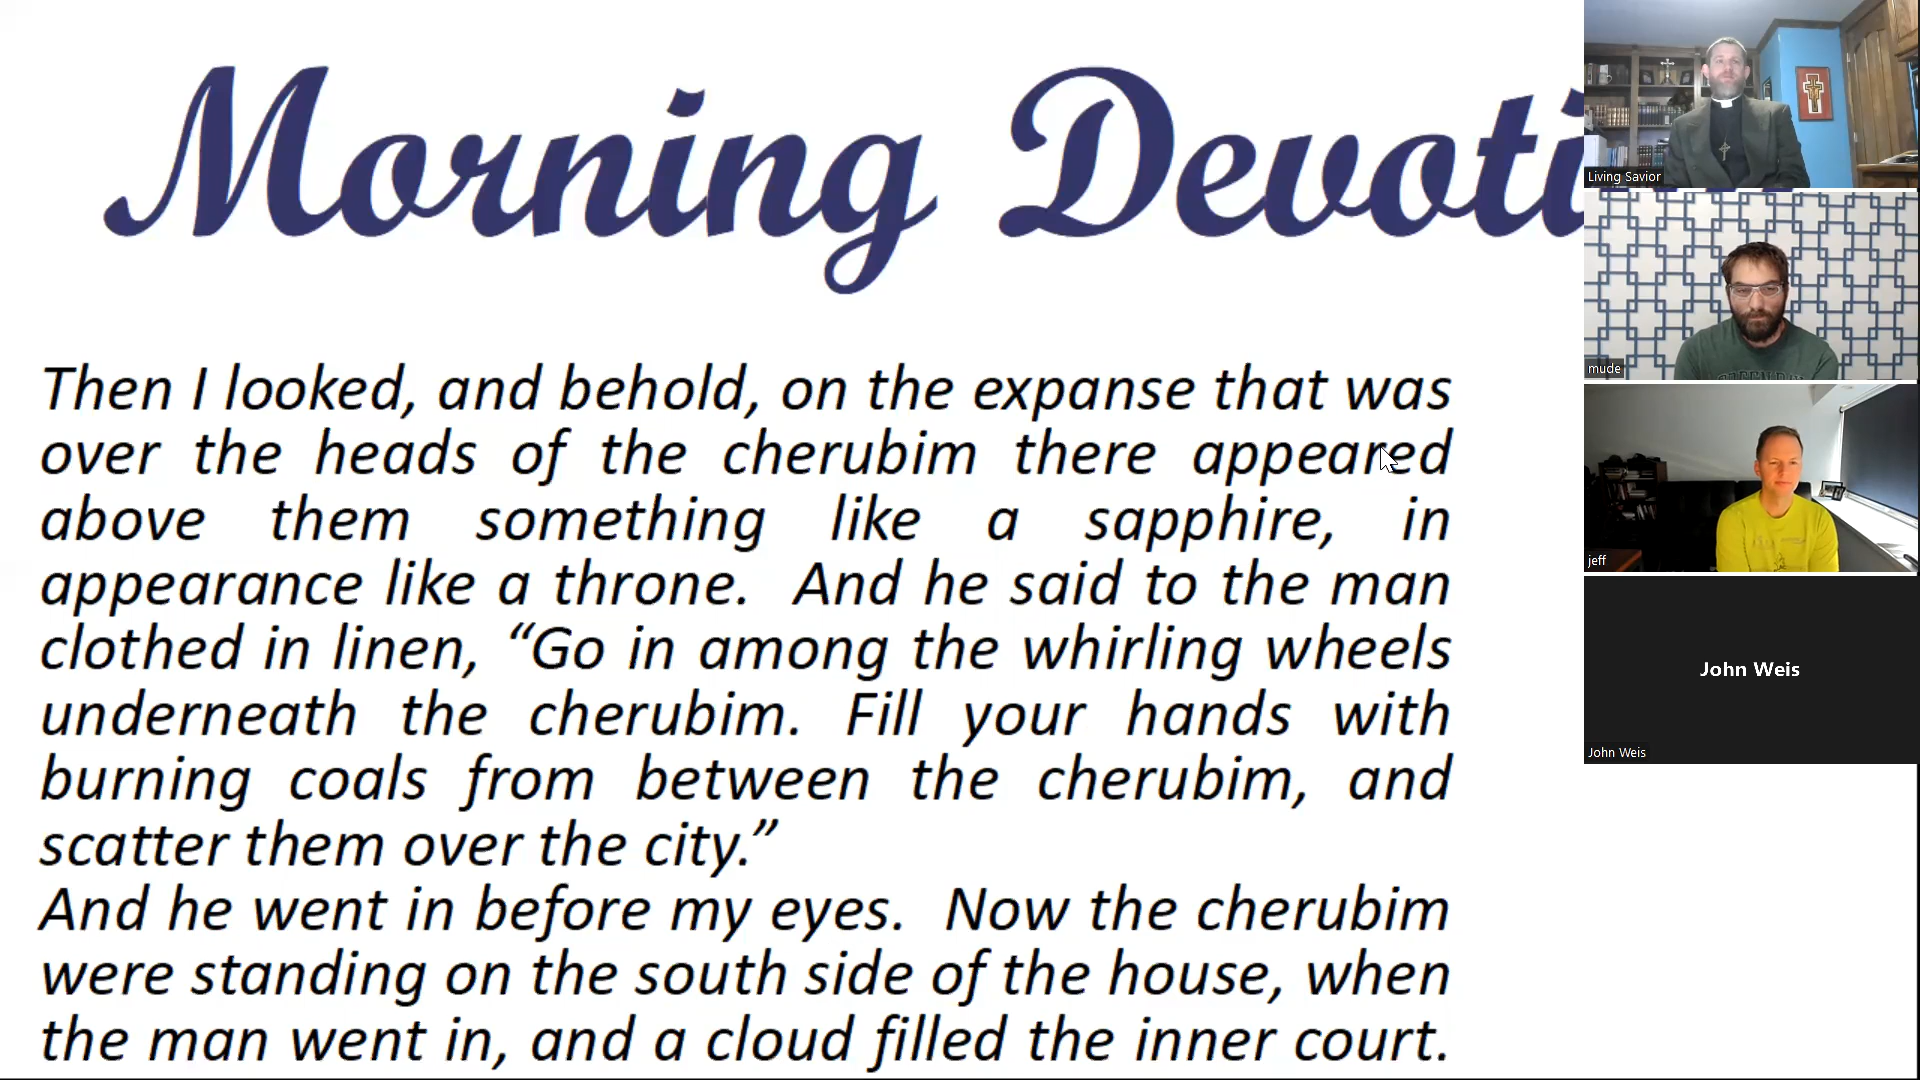 Morning Devoti
Then I looked, and behold, on the expanse that was
over the heads of the cherubim there appeared
above them something like a sapphire, in
appearance like a throne.  And he said to the man
clothed in linen, “Go in among the whirling wheels
underneath the cherubim. Fill your hands with
burning coals from between the cherubim, and
scatter them over the city.”
And he went in before my eyes.  Now the cherubim
were standing on the south side of the house, when
the man went in, and a cloud filled the inner court.
Living Savior
mude
jeff
John Weis
John Weis